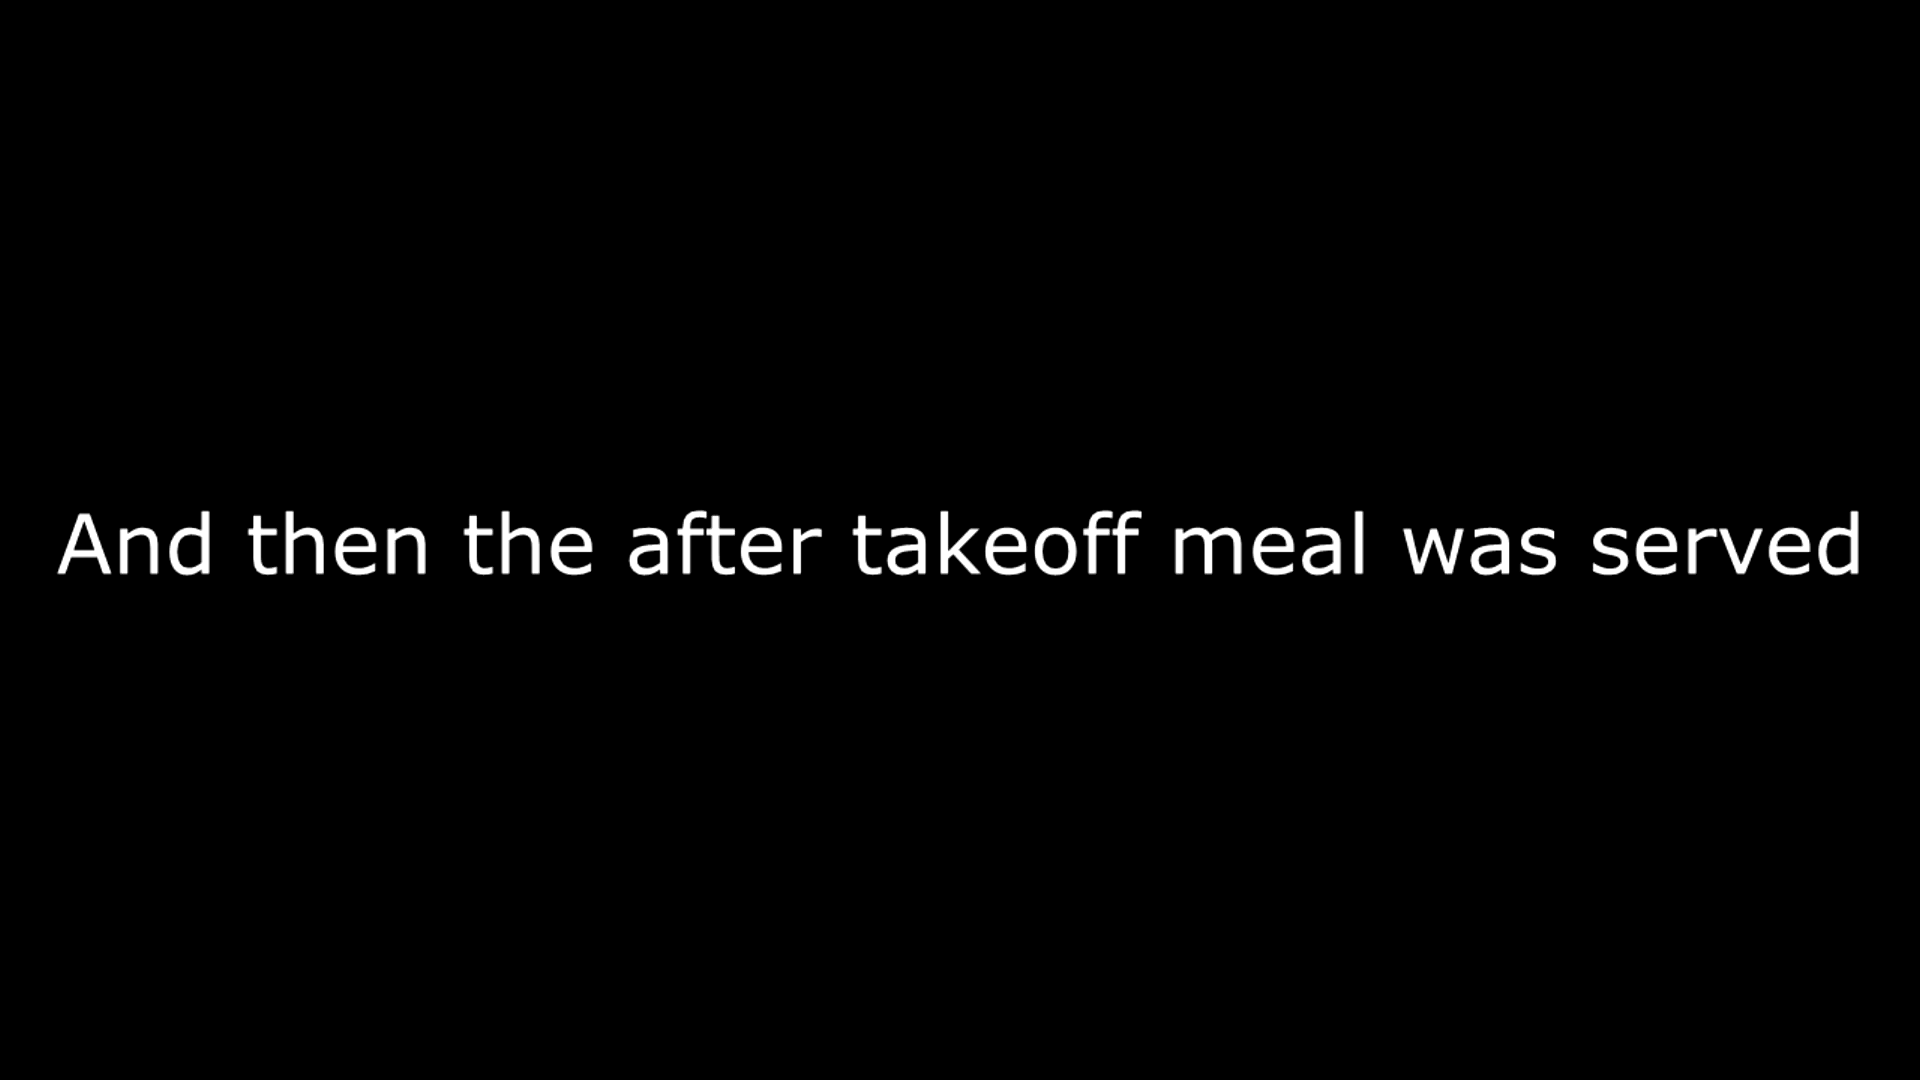 And then the after takeoff meal was served